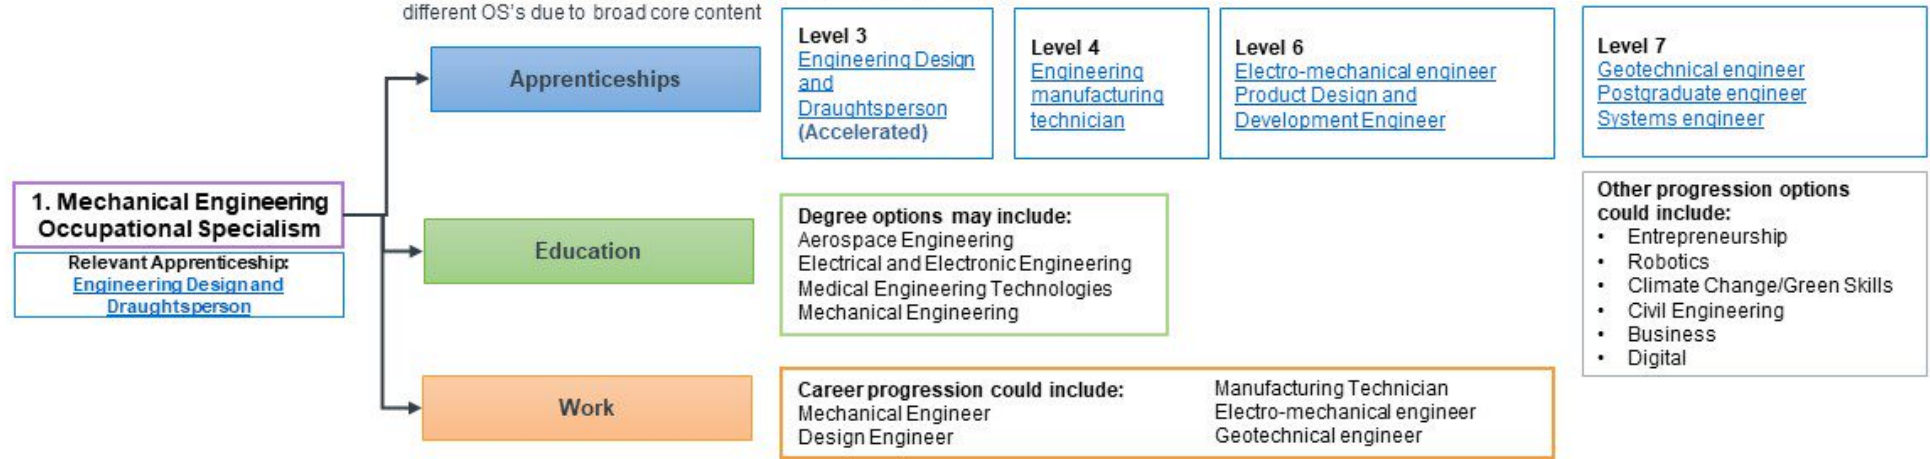 different OS's due to broad core content
Apprenticeships
Level 3
Engineering Design
and
Draughtsperson
(Accelerated)
Level 4
Engineering
manufacturing
technician
Level 6
Electro-mechanical engineer
Product Design and
Development Engineer
Level 7
Geotechnical engineer
Postgraduate engineer
Systems engineer
1. Mechanical Engineering
Occupational Specialism
Relevant Apprenticeship:
Engineering Design and
Draughtsperson
Education
Degree options may include:
Aerospace Engineering
Electrical and Electronic Engineering
Medical Engineering Technologies
Mechanical Engineering
Other progression options
could include:
• Entrepreneurship
• Robotics
• Climate Change/Green Skills
• Civil Engineering
• Business
• Digital
Work
Career progression could include:
Mechanical Engineer
Design Engineer
Manufacturing Technician
Electro-mechanical engineer
Geotechnical engineer